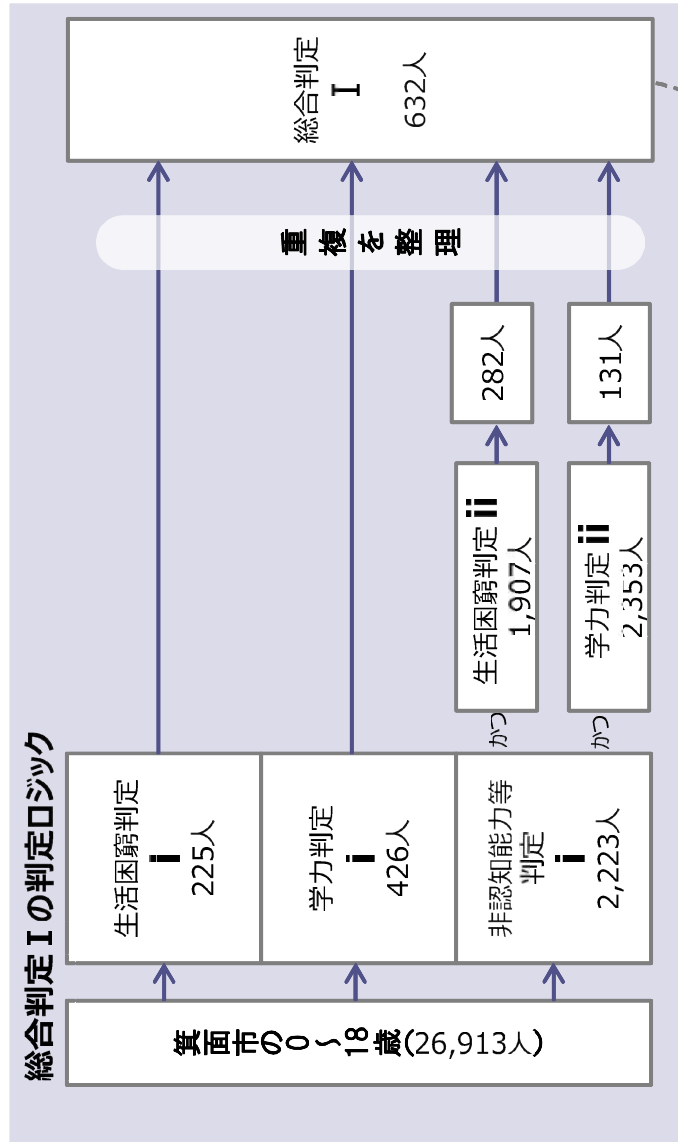 総合判定 I の判定ロジック
箕面市の０～18歳(26,913人)
生活困窮判定
i
225人
学力判定
i
426人
非認知能力等
判定
i
2,223人
かつ
生活困窮判定 ii
1,907人
282人
かつ
学力判定 ii
2,353人
131人
重複を整理
総合判定
I
632人